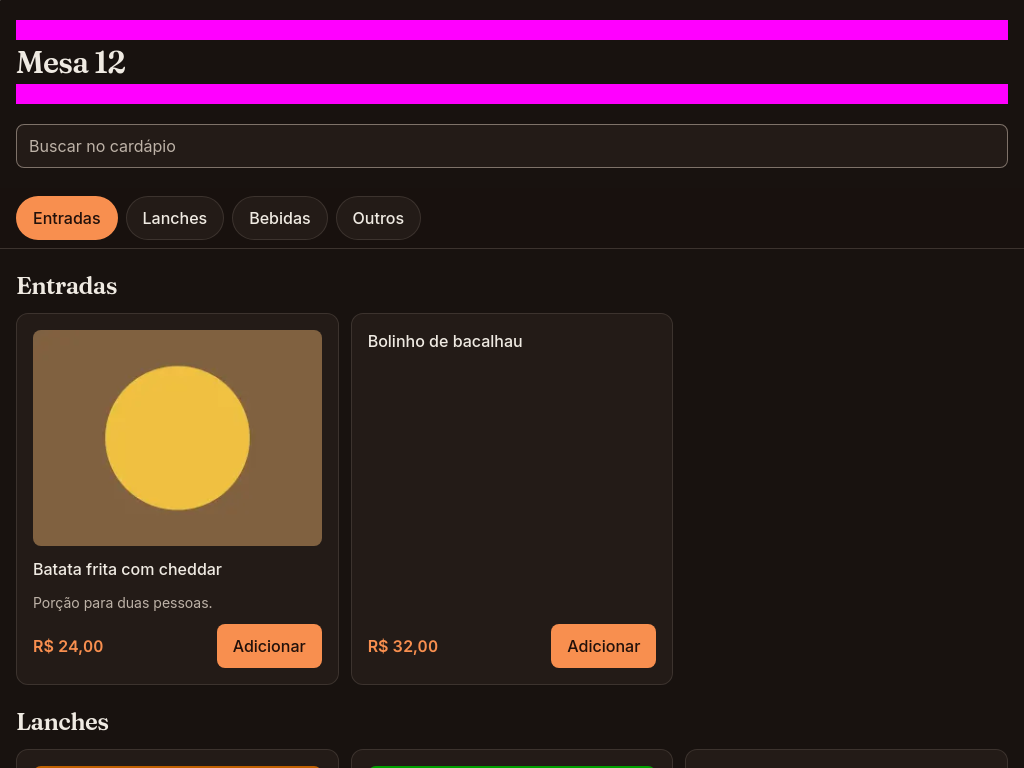 Mesa 12
Buscar no cardápio
Entradas
Lanches
Bebidas
Outros
Entradas
Bolinho de bacalhau
Batata frita com cheddar
Porção para duas pessoas.
R$ 24,00
Adicionar
R$ 32,00
Adicionar
Lanches